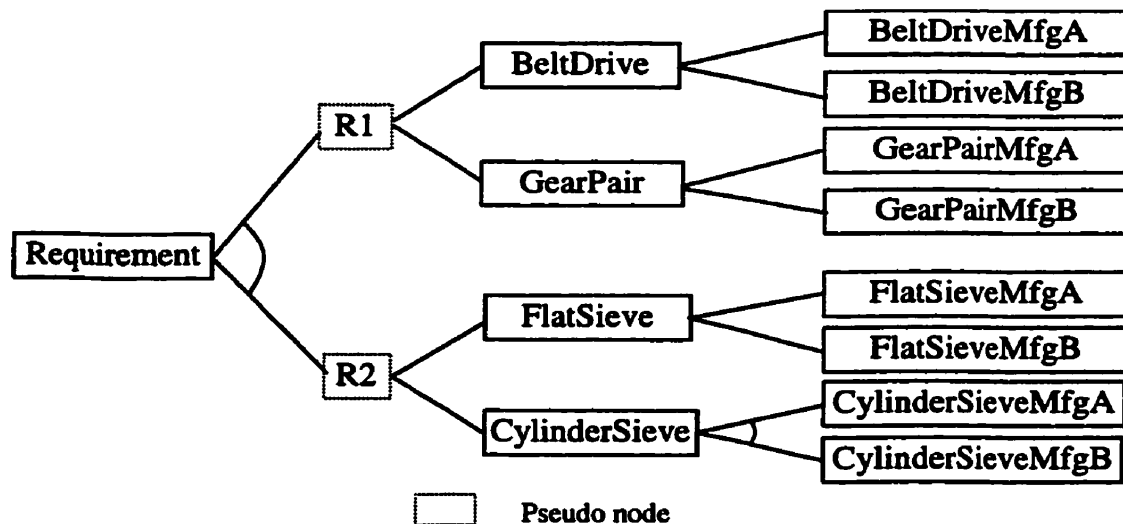 BeltDriveMfgA
BeltDrive
BeltDriveMfgB
R1
GearPairMfgA
GearPair
GearPairMfgB
Requirement
FlatSieveMfgA
FlatSieve
FlatSieveMfgB
R2
CylinderSieveMfgA
CylinderSieve
CylinderSieveMfgB
Pseudo node